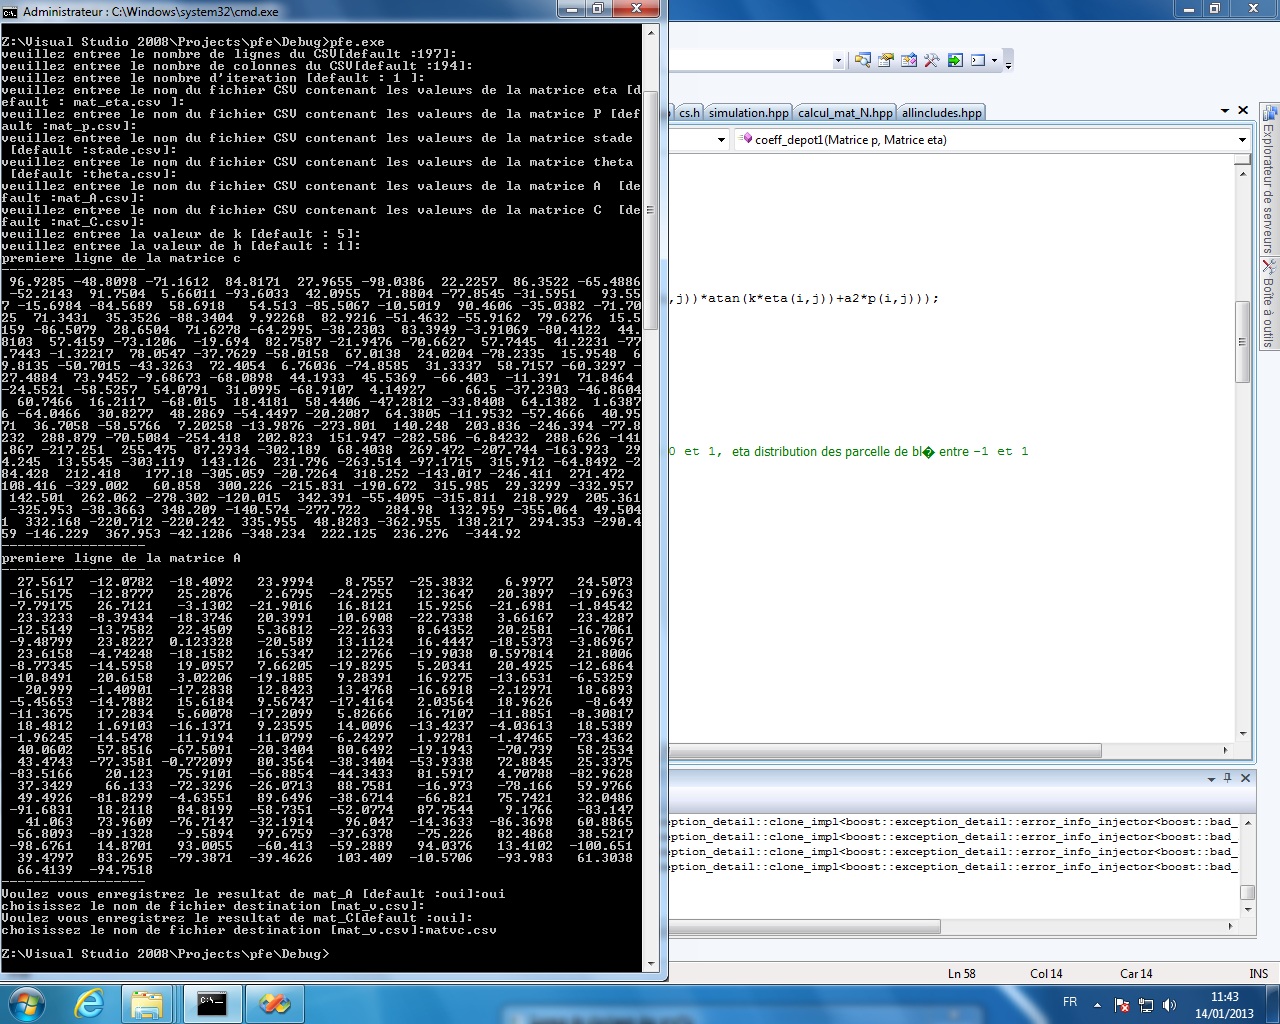 Administrateur : C:\Windows\system32\cmd.exe
Z:\Visual Studio 2008\Projects\pfe\Debug>pfe.exe
veuillez entree le nombre de lignes du CSV[default :197]:
veuillez entree le nombre de colonnes du CSV[default :194]:
veuillez entree le nombre d'iteration [default : 1 ]:
veuillez entree le nom du fichier CSV contenant les valeurs de la matrice eta [d
efault : mat_eta.csv ]:
veuillez entree le nom du fichier CSV contenant les valeurs de la matrice P [def
ault :mat_p.csv]:
veuillez entree le nom du fichier CSV contenant les valeurs de la matrice stade
[default :stade.csv]:
veuillez entree le nom du fichier CSV contenant les valeurs de la matrice theta
[default :theta.csv]:
veuillez entree le nom du fichier CSV contenant les valeurs de la matrice A  [de
fault :mat_A.csv]:
veuillez entree le nom du fichier CSV contenant les valeurs de la matrice C  [de
fault :mat_C.csv]:
veuillez entree la valeur de k [default : 5]:
veuillez entree la valeur de h [default : 1]:
premiere ligne de la matrice c
------------------
96.9285 -48.8098 -71.1612  84.8171  27.9655 -98.0386  22.2257  86.3522 -65.4886
-52.2143  91.7504  5.66011 -93.6033  42.0955  71.8804 -77.8545 -31.5951   93.55
7 -15.6984 -84.5689  58.6918   54.513 -85.5067 -10.5019  90.4606 -35.0382 -71.70
25  71.3431  35.3526 -88.3404  9.92268  82.9216 -51.4632 -55.9162  79.6276  15.5
159 -86.5079  28.6504  71.6278 -64.2995 -38.2303  83.3949 -3.91069 -80.4122  44.
8103  57.4159 -73.1206  -19.694  82.7587 -21.9476 -70.6627  57.7445  41.2231 -77
.7443 -1.32217  78.0547 -37.7629 -58.0158  67.0138  24.0204 -78.2335  15.9548  6
9.8135 -50.7015 -43.3263  72.4054  6.76036 -74.8585  31.3337  58.7157 -60.3297 -
27.4884  73.9452 -9.68673 -68.0898  44.1933  45.5369  -66.403  -11.391  71.8464
-24.5521 -58.5257  54.0791  31.0995 -68.9107  4.14927     66.5 -37.2303 -46.8604
60.7466  16.2117  -68.015  18.4181  58.4406 -47.2812 -33.8408  64.1382  1.6387
6 -64.0466  30.8277  48.2869 -54.4497 -20.2087  64.3805 -11.9532 -57.4666  40.95
71  36.7058 -58.5766  7.20258 -13.9876 -273.801  140.248  203.836 -246.394 -77.8
232  288.879 -70.5084 -254.418  202.823  151.947 -282.586 -6.84232  288.626 -141
.867 -217.251  255.475  87.2934 -302.189  68.4038  269.472 -207.744 -163.923  29
4.245  13.5545 -303.119  143.126  231.796 -263.514 -97.1715  315.912 -64.8492 -2
84.428  212.418   177.18 -305.059 -20.7264  318.252 -143.017 -246.411  271.472
108.416 -329.002   60.858  300.226 -215.831 -190.672  315.985  29.3299 -332.957
142.501  262.062 -278.302 -120.015  342.391 -55.4095 -315.811  218.929  205.361
-325.953 -38.3663  348.209 -140.574 -277.722   284.98  132.959 -355.064  49.504
1  332.168 -220.712 -220.242  335.955  48.8283 -362.955  138.217  294.353 -290.4
59 -146.229  367.953 -42.1286 -348.234  222.125  236.276  -344.92
------------------
premiere ligne de la matrice A
------------------
27.5617  -12.0782  -18.4092   23.9994   8.7557  -25.3832   6.9977   24.5073
-16.5175  -12.8777   25.2876   2.6795  -24.2755   12.3647   20.3897  -19.6963
-7.79175   26.7121   -3.1302  -21.9016   16.8121   15.9256  -21.6981  -1.84542
23.3233  -8.39434  -18.3746   20.3991   10.6908  -22.7338   3.66167   23.4287
-12.5149  -13.7582   22.4509   5.36812  -22.2633   8.64352   20.2581  -16.7061
-9.48799   23.8227  0.123328   -20.589   13.1124   16.4447  -18.5373  -3.86967
23.6158  -4.74248  -18.1582   16.5347   12.2766  -19.9038  0.597814   21.8006
-8.77345  -14.5958   19.0957   7.66205  -19.8295   5.20341   20.4925  -12.6864
-10.8491   20.6158   3.02206  -19.1885   9.28391   16.9275  -13.6531  -6.53259
20.999  -1.40901  -17.2838   12.8423   13.4768  -16.6918  -2.12971   18.6893
-5.45653  -14.7882   15.6184   9.56747  -17.4164   2.03564   18.9626    -8.649
-11.3675   17.2834   5.60078  -17.2099   5.82666   16.7107  -11.8851  -8.30817
18.4812   1.69103  -16.1371   9.23595   14.0096  -13.4237  -4.03613   18.5389
-1.96245  -14.5478   11.9194   11.0799  -6.24297   1.92781  -1.47465  -73.4362
40.0602   57.8516  -67.5091  -20.3404   80.6492  -19.1943   -70.739   58.2534
43.4743  -77.3581 -0.772099   80.3564  -38.3404  -53.9338   72.8845   25.3375
-83.5166    20.123   75.9101  -56.8854  -44.3433   81.5917   4.70788  -82.9628
37.3429    66.133  -72.3296  -26.0713   88.7581   -16.973   -78.166   59.9766
49.4926  -81.8299  -4.63551   89.6496  -38.6714   -66.821   75.7421   32.0486
-91.6831   18.2118   84.8199  -58.7351  -52.0774   87.7544    9.1766   -83.147
41.063   73.9609  -76.7147  -32.1914    96.047  -14.3633  -86.3698   60.8865
56.8093  -89.1328   -9.5894   97.6759  -37.6378   -75.226   82.4868   38.5217
-98.6761   14.8701   93.0055   -60.413  -59.2889   94.0376   13.4102  -100.651
39.4797   83.2695  -79.3871  -39.4626   103.409  -10.5706   -93.983   61.3038
66.4139  -94.7518
------------------
Voulez vous enregistrez le resultat de mat_A [default :oui]:oui
choisissez le nom de fichier destination [mat_v.csv]:
Voulez vous enregistrez le resultat de mat_C[default :oui]:
choisissez le nom de fichier destination [mat_v.csv]:matvc.csv
Z:\Visual Studio 2008\Projects\pfe\Debug>
cs.h simulation.hpp calcul_mat_N.hpp allincludes.hpp
coeff_depot1(Matrice p, Matrice eta)
,j))*atan(k*eta(i,j))+a2*p(i,j)));
0 et 1, eta distribution des parcelle de bl� entre -1 et 1
Explorateur de serveurs
Boîte à outils
ception_detail::clone_impl<boost::exception_detail::error_info_injector<boost::bad_
ception_detail::clone_impl<boost::exception_detail::error_info_injector<boost::bad_
ception_detail::clone_impl<boost::exception_detail::error_info_injector<boost::bad_
ception_detail::clone_impl<boost::exception_detail::error_info_injector<boost::bad_
Ln 58 Col 14 Car 14 INS
FR
11:43
14/01/2013